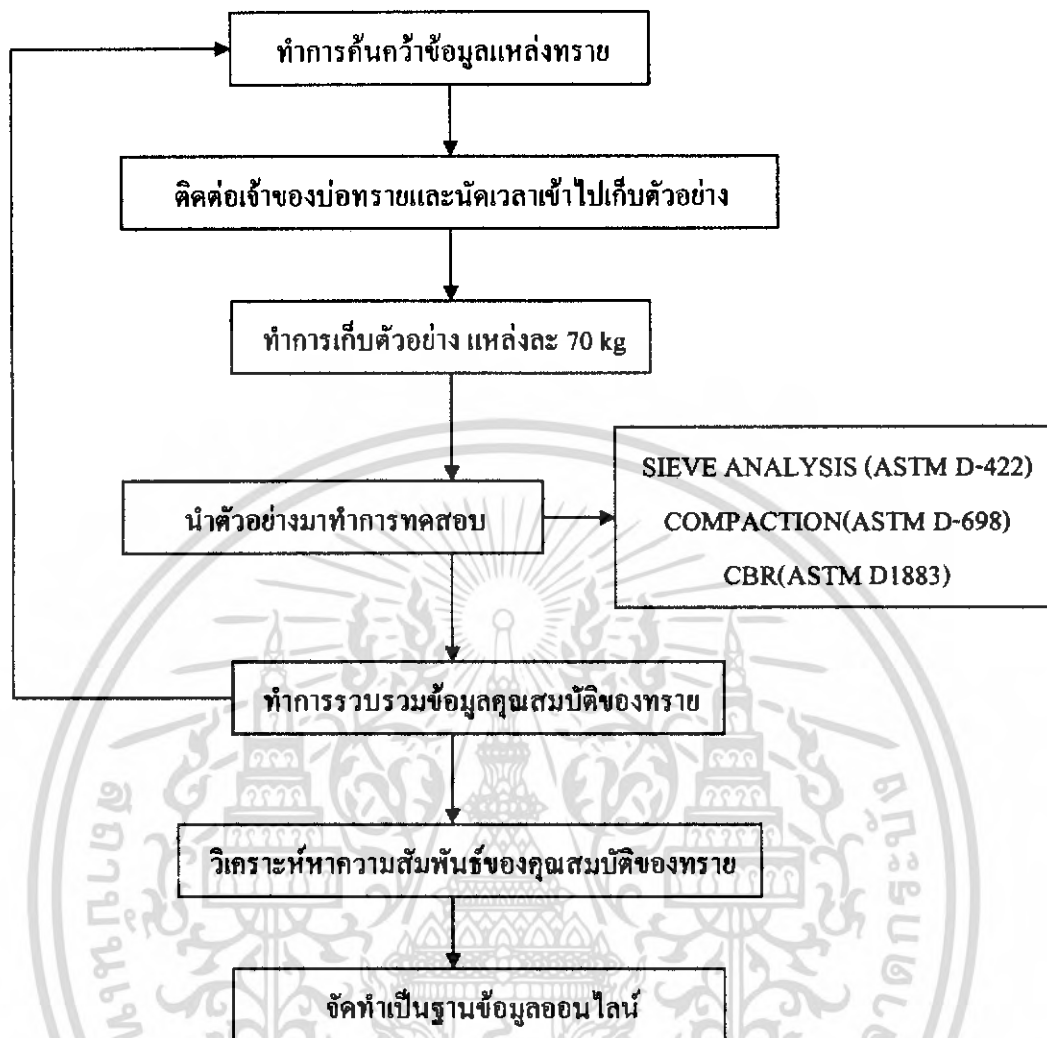 ทำการค้นคว้าข้อมูลแหล่งทราย
ติดต่อเจ้าของบ่อทรายและนัดเวลาเข้าไปเก็บตัวอย่าง
ทำการเก็บตัวอย่าง แหล่งละ 70 kg
นำตัวอย่างมาทำการทดสอบ
SIEVE ANALYSIS (ASTM D-422)
COMPACTION(ASTM D-698)
CBR(ASTM D1883)
ทำการรวบรวมข้อมูลคุณสมบัติของทราย
วิเคราะห์หาความสัมพันธ์ของคุณสมบัติของทราย
จัดทำเป็นฐานข้อมูลออนไลน์